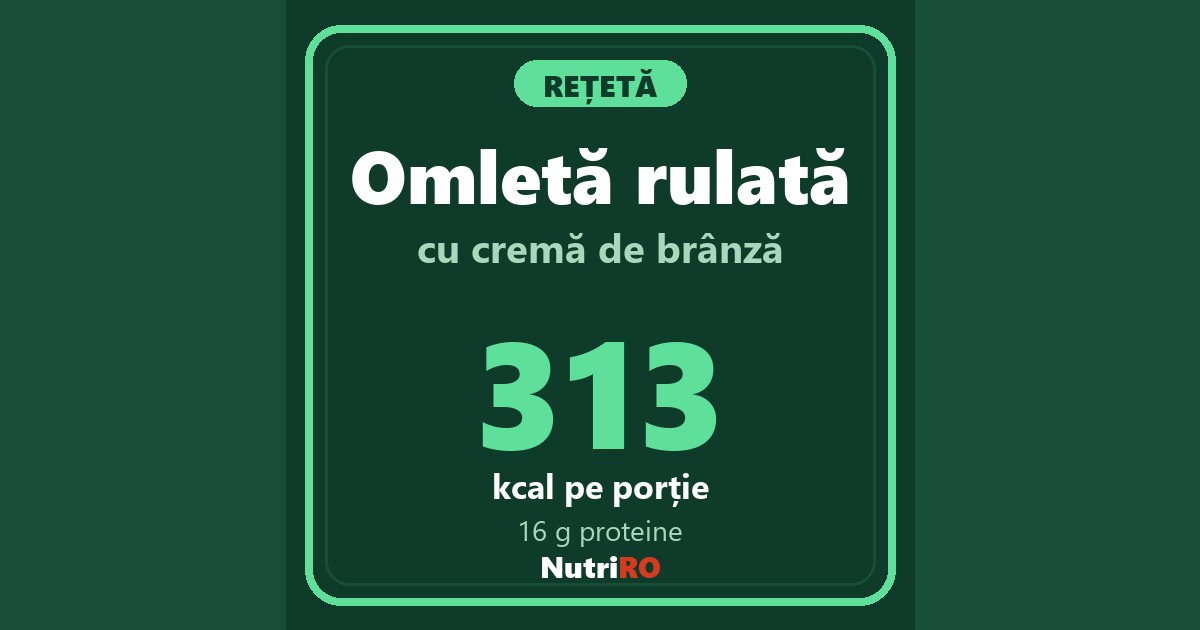 REȚETĂ
Omletă rulată
cu cremă de brânză
313
kcal pe porție
16 g proteine
NutriRO